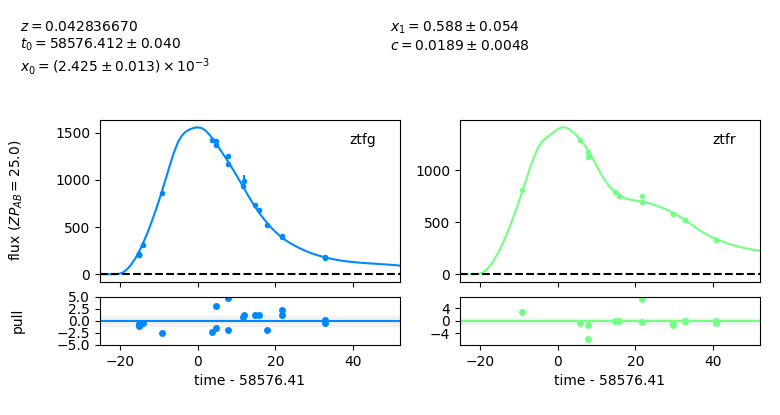 z = 0.042836670
t₀ = 58576.412 ± 0.040
x₀ = (2.425 ± 0.013) × 10⁻³
x₁ = 0.588 ± 0.054
c = 0.0189 ± 0.0048
flux (ZP_AB = 25.0)
1500
1000
500
0
ztfg
1000
500
0
ztfr
pull
5.0
2.5
0.0
−2.5
−5.0
4
0
−4
−20 0 20 40
−20 0 20 40
time - 58576.41
time - 58576.41